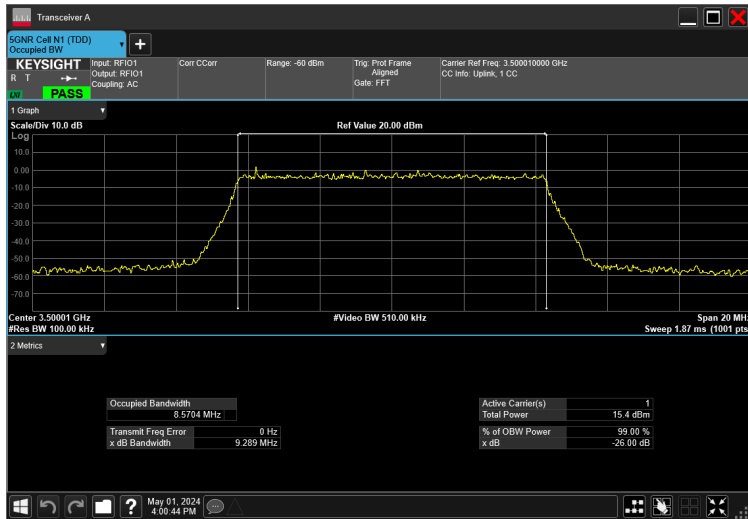 Transceiver A
5GNR Cell N1 (TDD)
Occupied BW
KEYSIGHT
R T
LXI
PASS
Input: RFIO1
Output: RFIO1
Coupling: AC
Corr CCorr
Range: -60 dBm
Trig: Prot Frame
Aligned
Gate: FFT
Carrier Ref Freq: 3.500010000 GHz
CC Info: Uplink, 1 CC
1 Graph
Scale/Div 10.0 dB
Ref Value 20.00 dBm
Log
10.0
0.00
-10.0
-20.0
-30.0
-40.0
-50.0
-60.0
-70.0
Center 3.50001 GHz
#Video BW 510.00 kHz
Span 20 MH
#Res BW 100.00 kHz
Sweep 1.87 ms (1001 pts
2 Metrics
Occupied Bandwidth
8.5704 MHz
Transmit Freq Error 0 Hz
x dB Bandwidth 9.289 MHz
Active Carrier(s) 1
Total Power 15.4 dBm
% of OBW Power 99.00 %
x dB -26.00 dB
?
May 01, 2024
4:00:44 PM